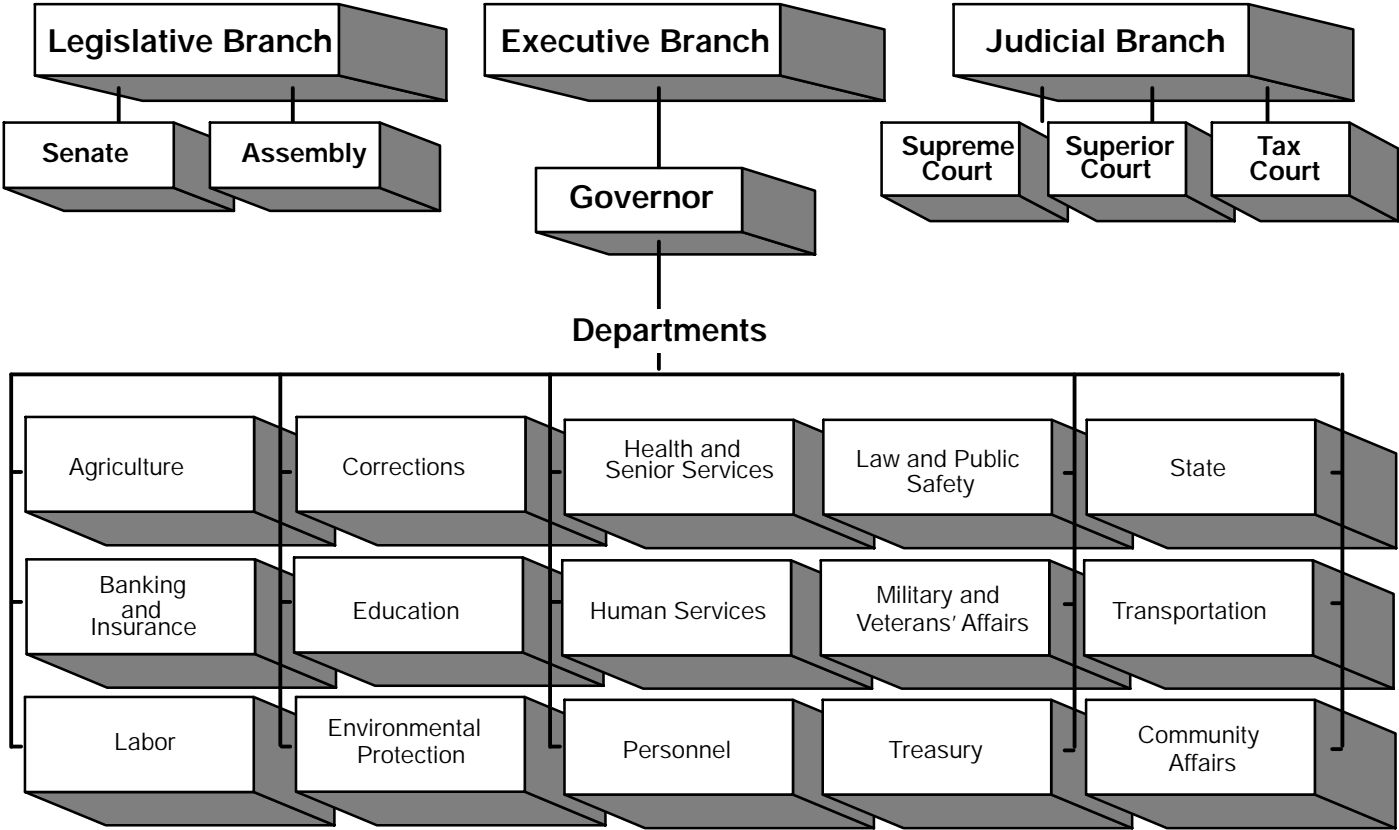 Legislative Branch
Executive Branch
Judicial Branch
Senate
Assembly
Governor
Supreme
Court
Superior
Court
Tax
Court
Departments
Agriculture
Corrections
Health and
Senior Services
Law and Public
Safety
State
Banking
and
Insurance
Education
Human Services
Military and
Veterans’ Affairs
Transportation
Labor
Environmental
Protection
Personnel
Treasury
Community
Affairs